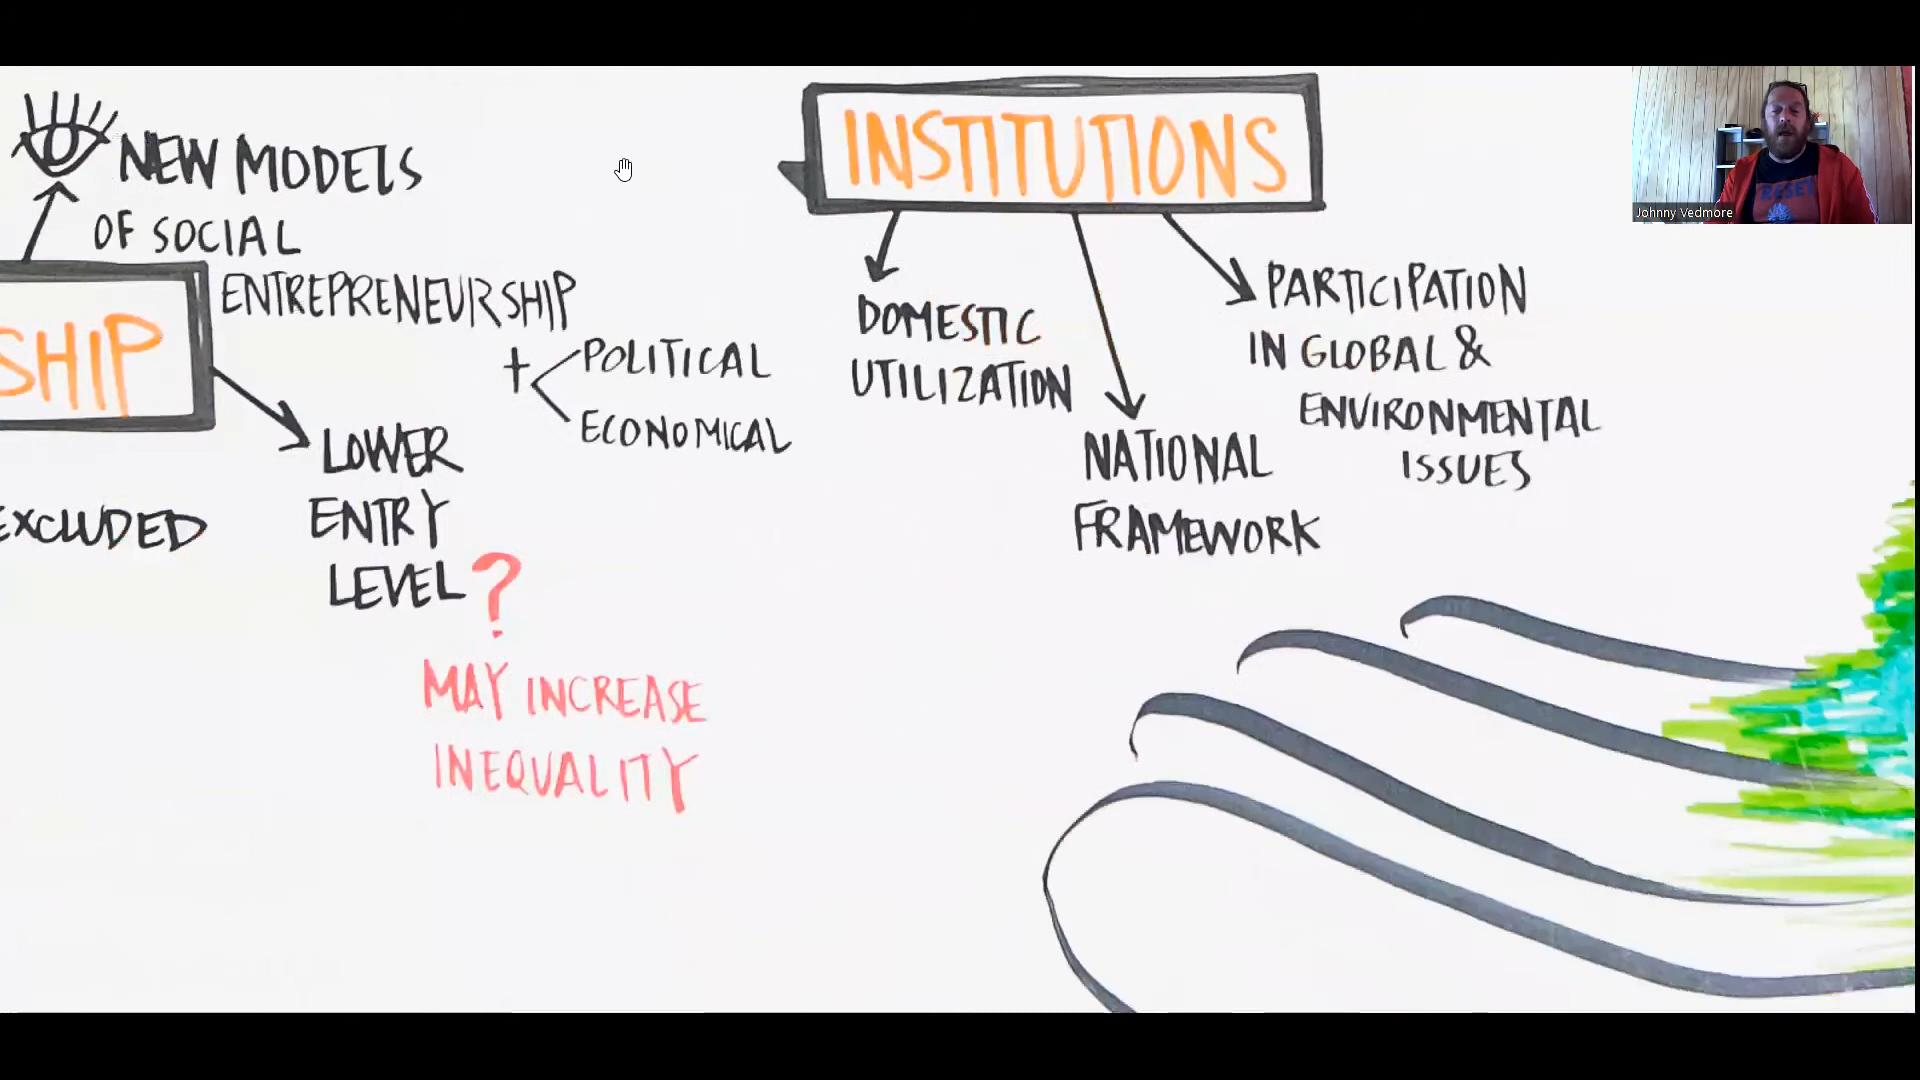 NEW MODELS
OF SOCIAL
ENTREPRENEURSHIP
+
POLITICAL
ECONOMICAL
SHIP
EXCLUDED
LOWER
ENTRY
LEVEL?
MAY INCREASE
INEQUALITY
INSTITUTIONS
DOMESTIC
UTILIZATION
NATIONAL
FRAMEWORK
PARTICIPATION
IN GLOBAL &
ENVIRONMENTAL
ISSUES
Johnny Vedmore
RESET